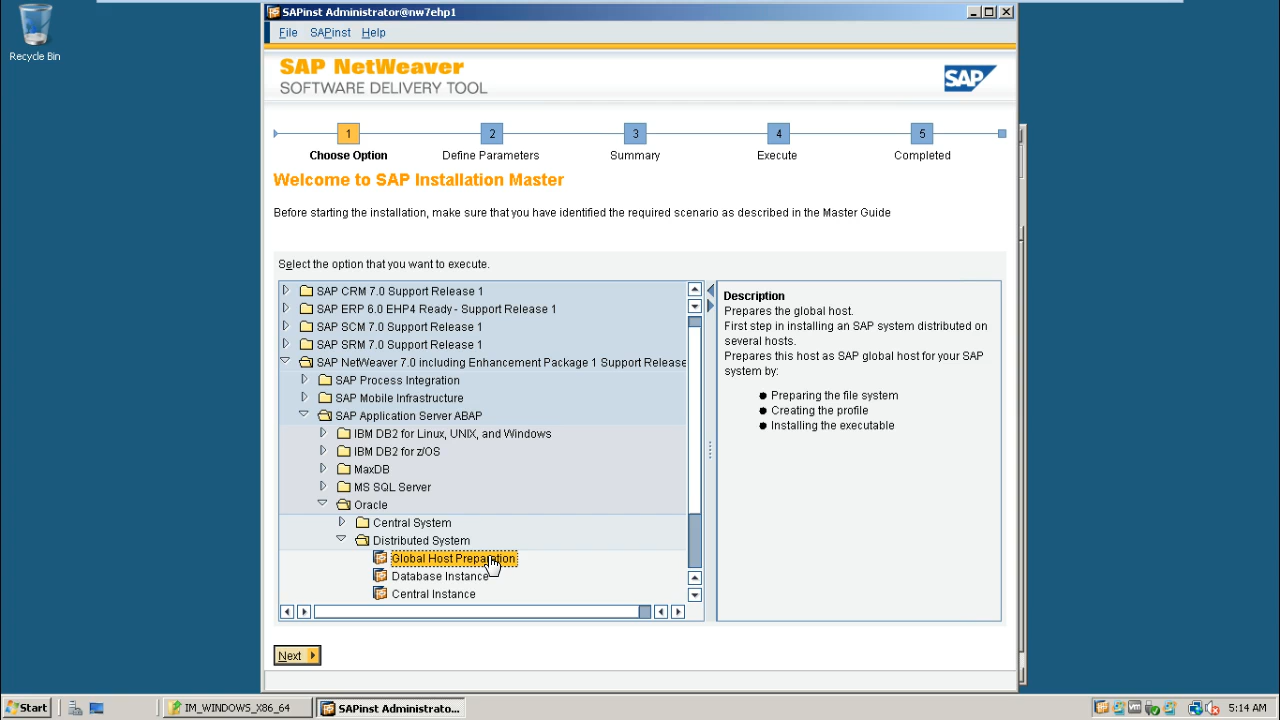 Recycle Bin
SAPinst Administrator@nw7ehp1
File SAPinst Help
SAP NetWeaver
SOFTWARE DELIVERY TOOL
SAP
1 2 3 4 5
Choose Option Define Parameters Summary Execute Completed
Welcome to SAP Installation Master
Before starting the installation, make sure that you have identified the required scenario as described in the Master Guide
Select the option that you want to execute.
SAP CRM 7.0 Support Release 1
SAP ERP 6.0 EHP4 Ready - Support Release 1
SAP SCM 7.0 Support Release 1
SAP SRM 7.0 Support Release 1
SAP NetWeaver 7.0 including Enhancement Package 1 Support Release
SAP Process Integration
SAP Mobile Infrastructure
SAP Application Server ABAP
IBM DB2 for Linux, UNIX, and Windows
IBM DB2 for z/OS
MaxDB
MS SQL Server
Oracle
Central System
Distributed System
Global Host Preparation
Database Instance
Central Instance
Description
Prepares the global host.
First step in installing an SAP system distributed on
several hosts.
Prepares this host as SAP global host for your SAP
system by:
Preparing the file system
Creating the profile
Installing the executable
Next
Start IM_WINDOWS_X86_64 SAPinst Administrato... 5:14 AM